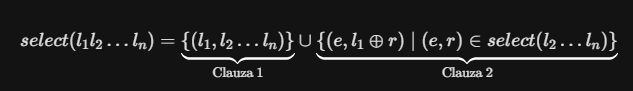 select(l₁l₂…lₙ) = {(l₁, l₂…lₙ)} ∪ {(e, l₁ ⊕ r) | (e, r) ∈ select(l₂…lₙ)}
Clauza 1 Clauza 2